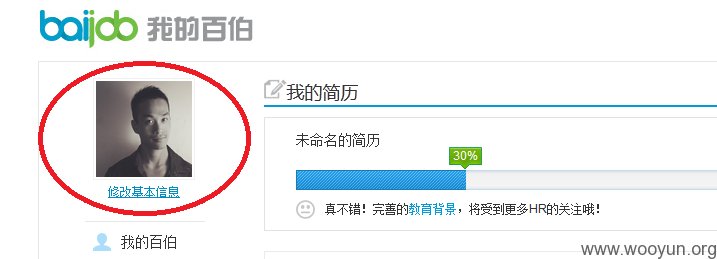 baijob 我的百伯
我的简历
未命名的简历
30%
修改基本信息
真不错！完善的教育背景，将受到更多HR的关注哦！
我的百伯
www.wooyun.org